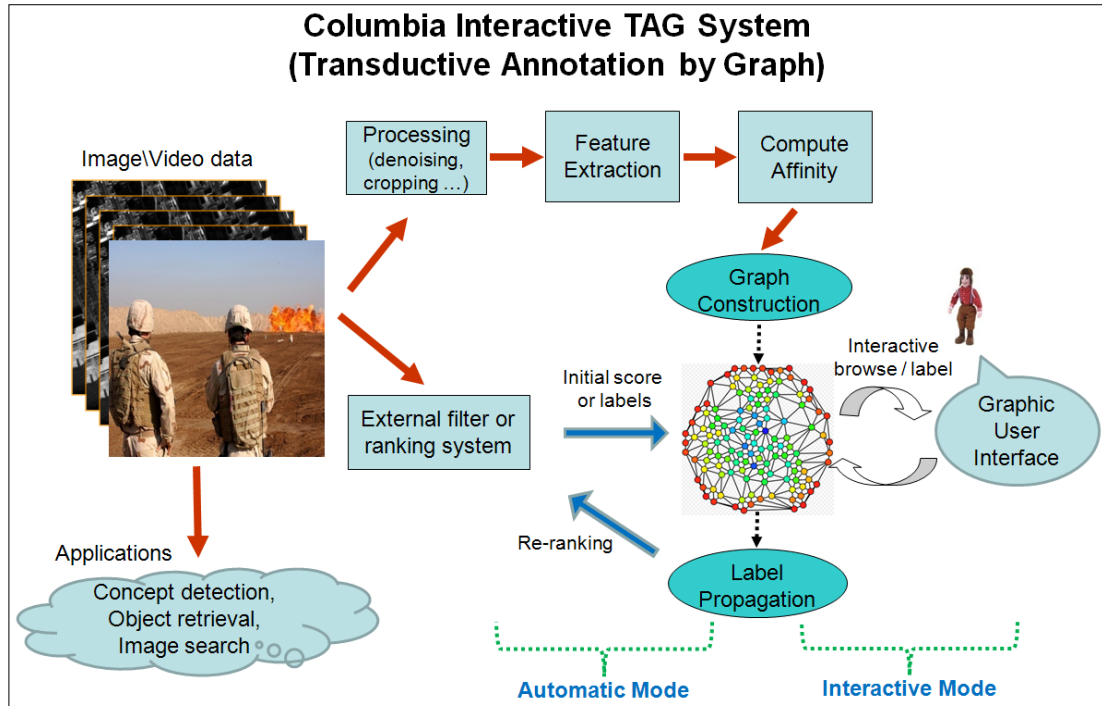 Columbia Interactive TAG System
(Transductive Annotation by Graph)
Image\Video data
Processing
(denoising,
cropping ...)
Feature
Extraction
Compute
Affinity
Graph
Construction
Interactive
browse / label
Graphic
User
Interface
Initial score
or labels
External filter or
ranking system
Re-ranking
Label
Propagation
Applications
Concept detection,
Object retrieval,
Image search
Automatic Mode
Interactive Mode